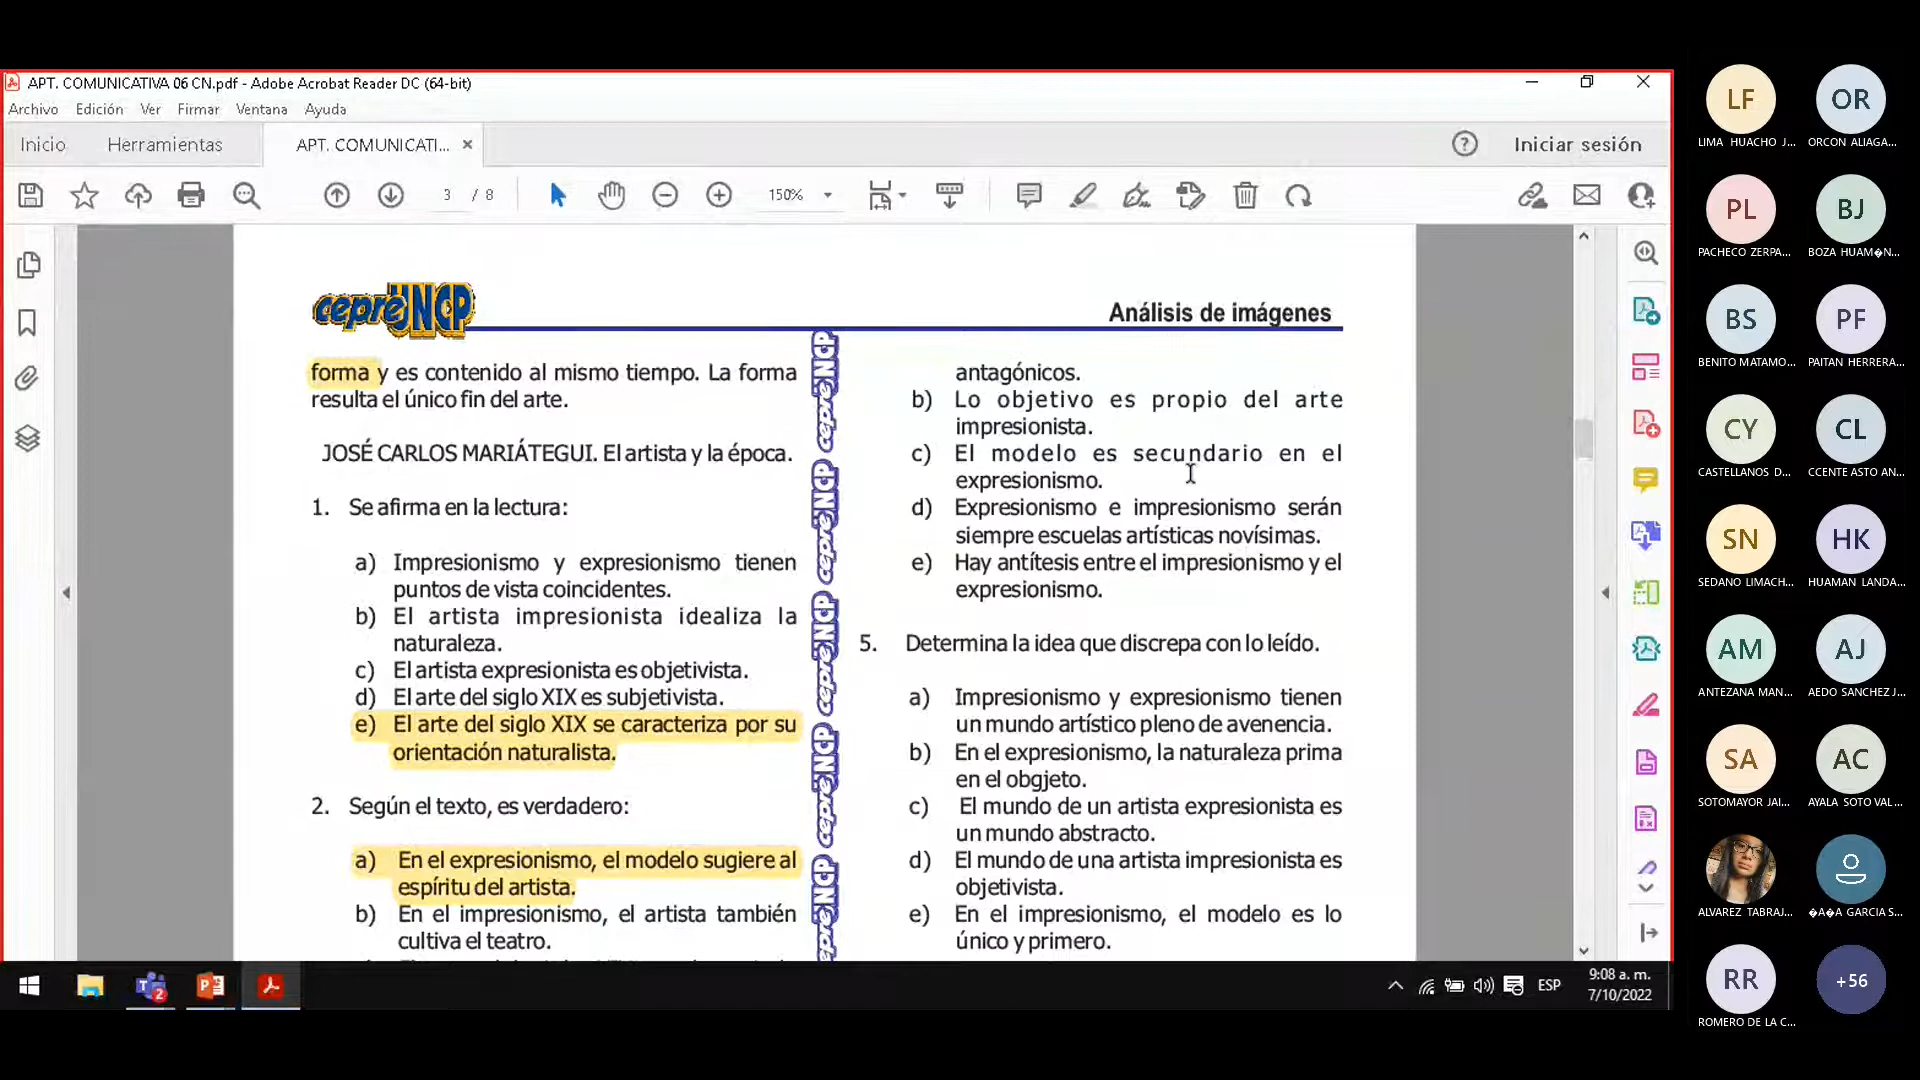 APT. COMUNICATIVA 06 CN.pdf - Adobe Acrobat Reader DC (64-bit)
Archivo Edición Ver Firmar Ventana Ayuda
Inicio Herramientas APT. COMUNICATI... Iniciar sesión
3 / 8 150%
cepreUNCP
Análisis de imágenes
forma y es contenido al mismo tiempo. La forma
resulta el único fin del arte.
JOSÉ CARLOS MARIÁTEGUI. El artista y la época.
1. Se afirma en la lectura:
a) Impresionismo y expresionismo tienen
puntos de vista coincidentes.
b) El artista impresionista idealiza la
naturaleza.
c) El artista expresionista es objetivista.
d) El arte del siglo XIX es subjetivista.
e) El arte del siglo XIX se caracteriza por su
orientación naturalista.
2. Según el texto, es verdadero:
a) En el expresionismo, el modelo sugiere al
espíritu del artista.
b) En el impresionismo, el artista también
cultiva el teatro.
cepreUNCP cepreUNCP cepreUNCP cepreUNCP cepreUNCP
antagónicos.
b) Lo objetivo es propio del arte
impresionista.
c) El modelo es secundario en el
expresionismo.
d) Expresionismo e impresionismo serán
siempre escuelas artísticas novísimas.
e) Hay antítesis entre el impresionismo y el
expresionismo.
5. Determina la idea que discrepa con lo leído.
a) Impresionismo y expresionismo tienen
un mundo artístico pleno de avenencia.
b) En el expresionismo, la naturaleza prima
en el obgjeto.
c) El mundo de un artista expresionista es
un mundo abstracto.
d) El mundo de una artista impresionista es
objetivista.
e) En el impresionismo, el modelo es lo
único y primero.
ESP
9:08 a. m.
7/10/2022
LF OR
LIMA HUACHO J... ORCON ALIAGA...
PL BJ
PACHECO ZERPA... BOZA HUAM�N...
BS PF
BENITO MATAMO... PAITAN HERRERA...
CY CL
CASTELLANOS D... CCENTE ASTO AN...
SN HK
SEDANO LIMACH... HUAMAN LANDA...
AM AJ
ANTEZANA MAN... AEDO SANCHEZ J...
SA AC
SOTOMAYOR JAI... AYALA SOTO VAL...
ALVAREZ TABRAJ... �A�A GARCIA S...
RR +56
ROMERO DE LA C...